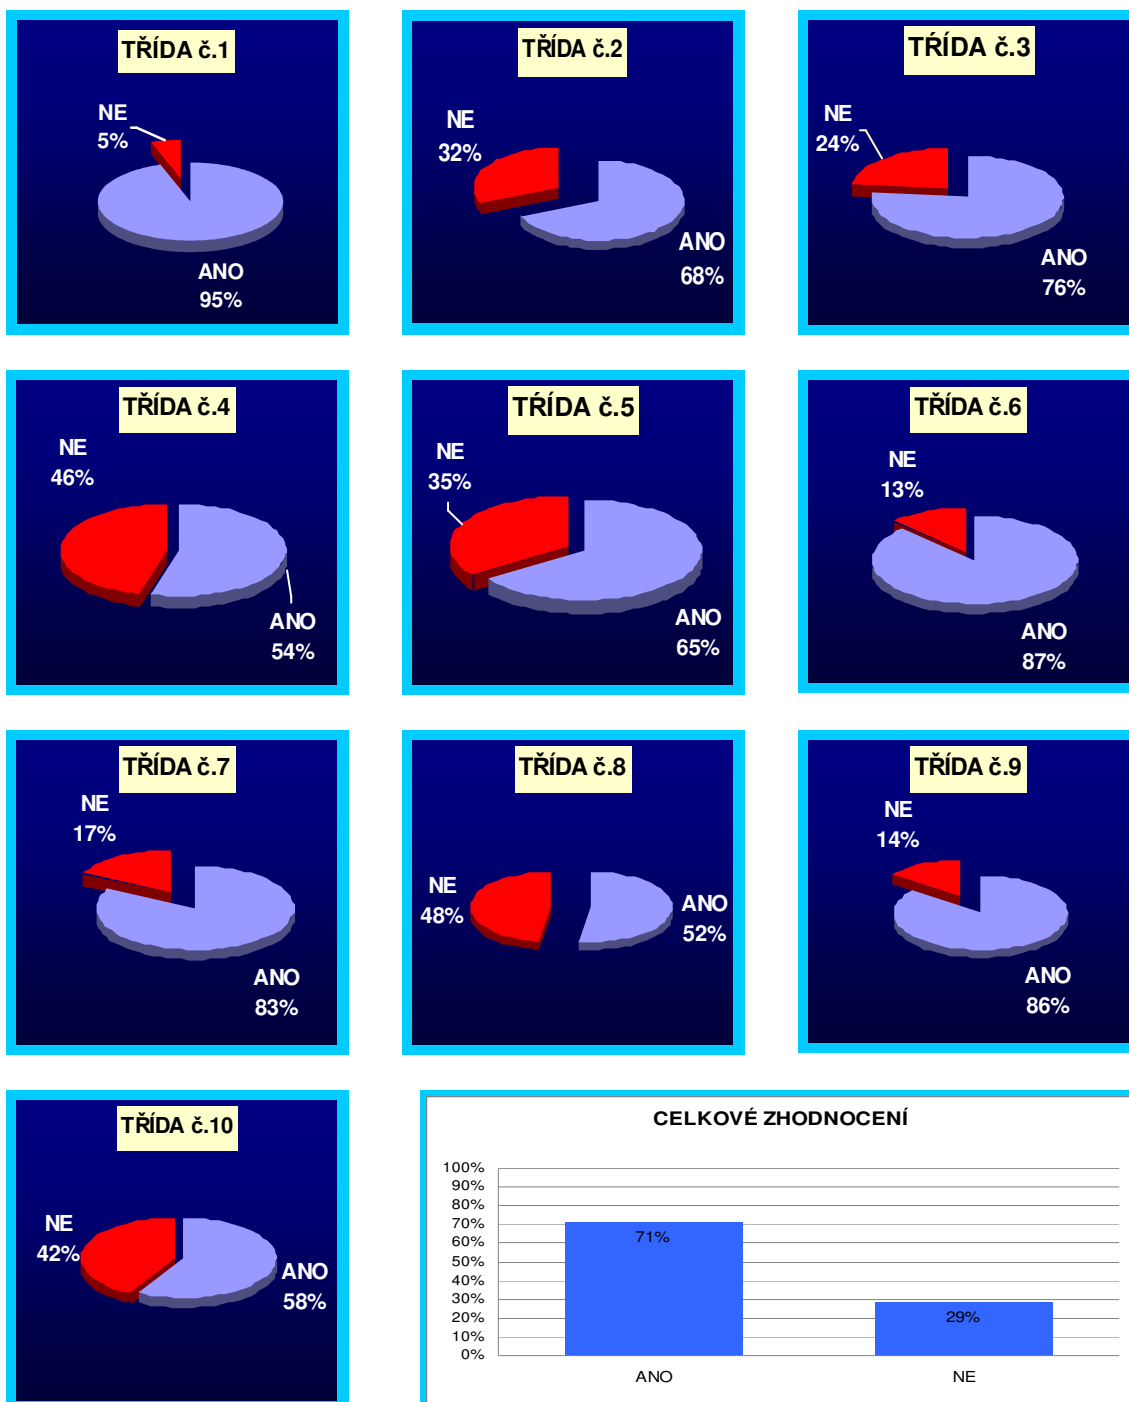 TŘÍDA č.1
NE
5%
ANO
95%
TŘÍDA č.2
NE
32%
ANO
68%
TŔÍDA č.3
NE
24%
ANO
76%
TŘÍDA č.4
NE
46%
ANO
54%
TŔÍDA č.5
NE
35%
ANO
65%
TŘÍDA č.6
NE
13%
ANO
87%
TŘÍDA č.7
NE
17%
ANO
83%
TŘÍDA č.8
NE
48%
ANO
52%
TŘÍDA č.9
NE
14%
ANO
86%
TŘÍDA č.10
NE
42%
ANO
58%
CELKOVÉ ZHODNOCENÍ
100%
90%
80%
70%
60%
50%
40%
30%
20%
10%
0%
71%
29%
ANO
NE